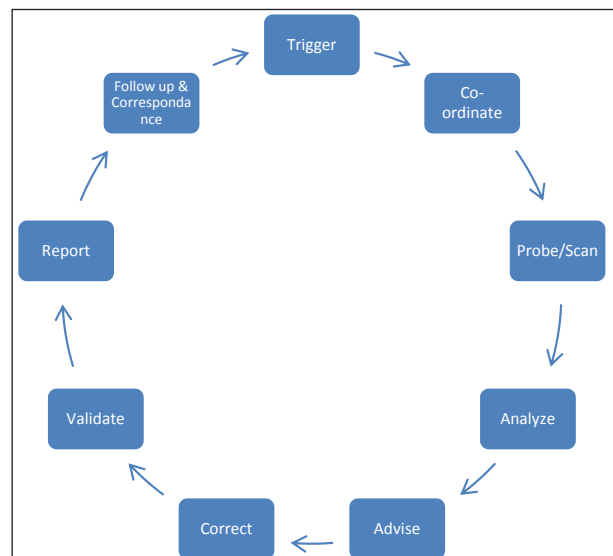 Trigger
Co-
ordinate
Probe/Scan
Analyze
Advise
Correct
Validate
Report
Follow up &
Corresponda
nce